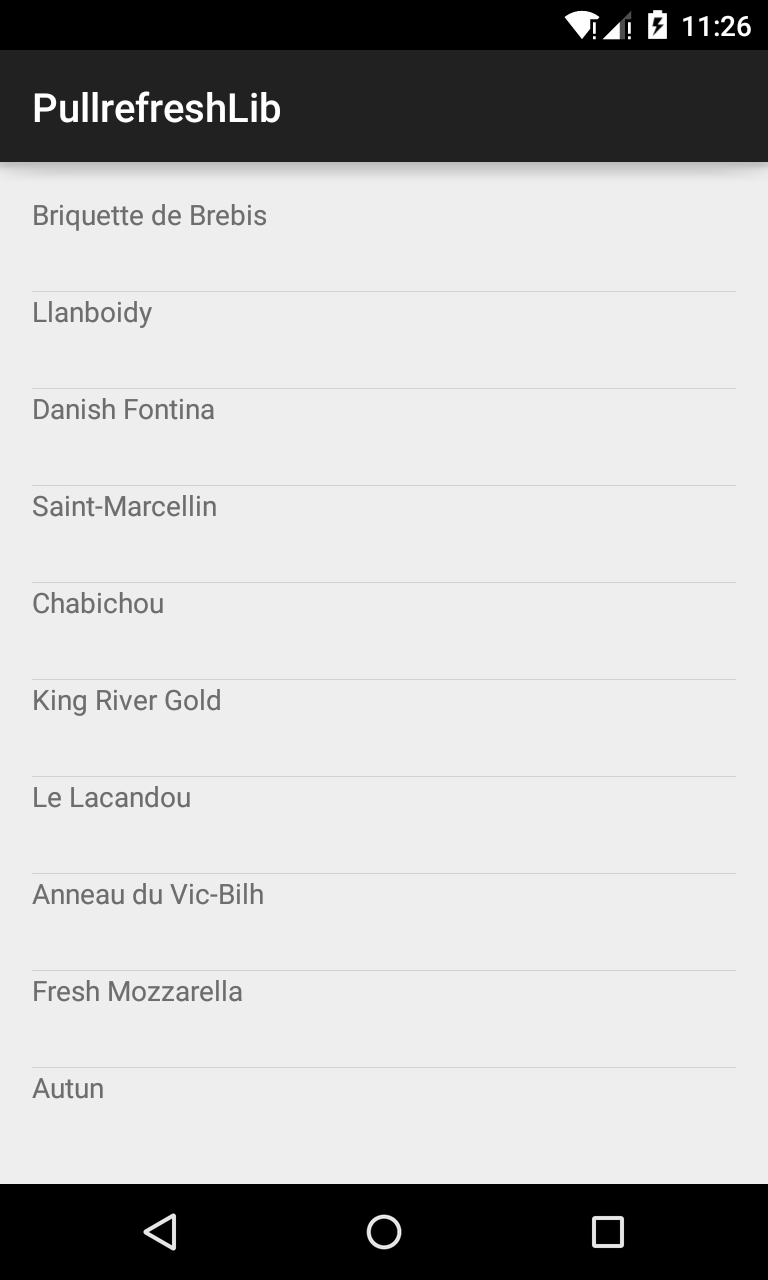 11:26
PullrefreshLib
Briquette de Brebis
Llanboidy
Danish Fontina
Saint-Marcellin
Chabichou
King River Gold
Le Lacandou
Anneau du Vic-Bilh
Fresh Mozzarella
Autun